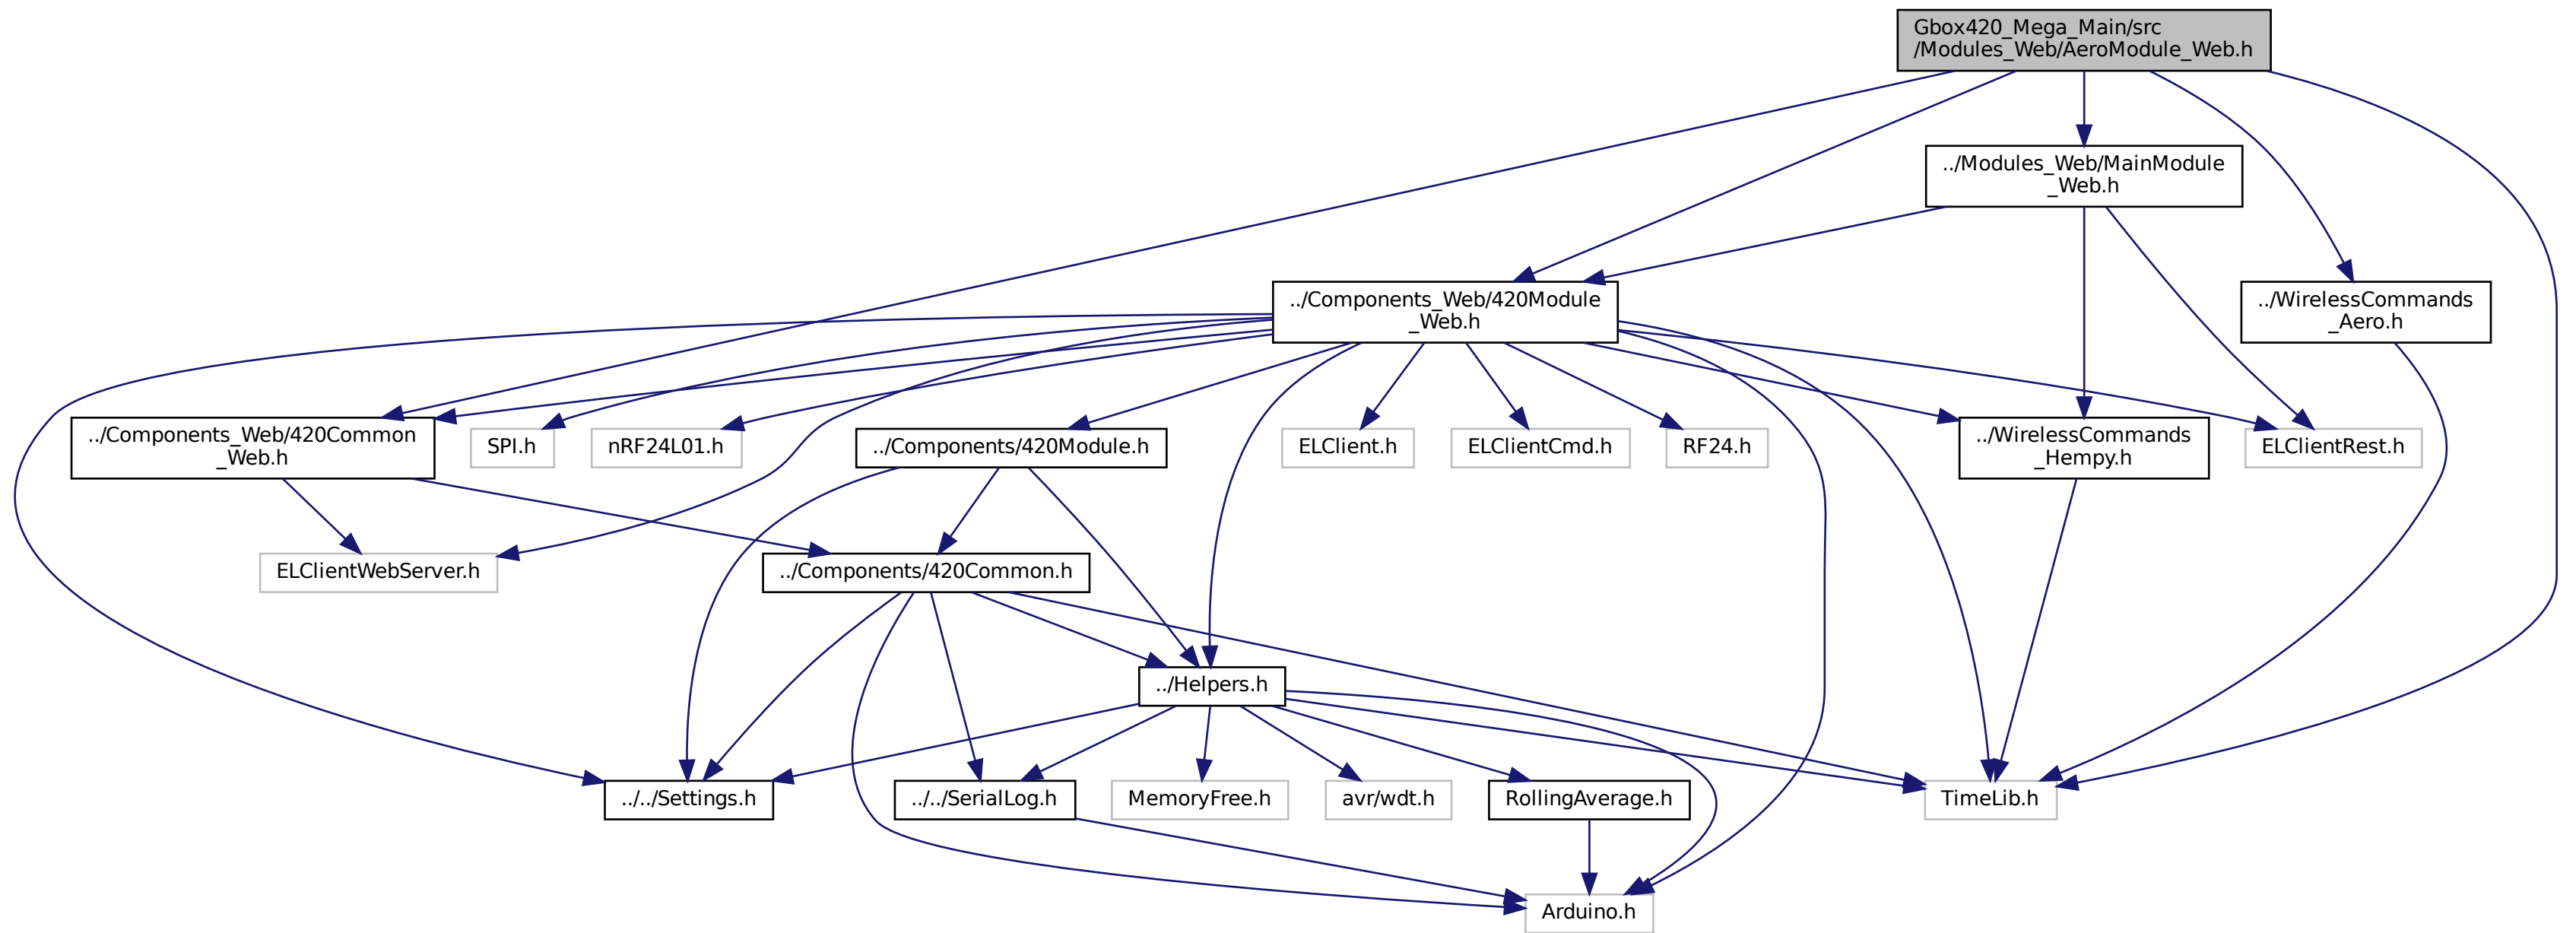 Gbox420_Mega_Main/src
/Modules_Web/AeroModule_Web.h
../Modules_Web/MainModule
_Web.h
../Components_Web/420Module
_Web.h
../WirelessCommands
_Aero.h
../Components_Web/420Common
_Web.h
SPI.h
nRF24L01.h
../Components/420Module.h
ELClient.h
ELClientCmd.h
RF24.h
../WirelessCommands
_Hempy.h
ELClientRest.h
ELClientWebServer.h
../Components/420Common.h
../Helpers.h
../../Settings.h
../../SerialLog.h
MemoryFree.h
avr/wdt.h
RollingAverage.h
TimeLib.h
Arduino.h